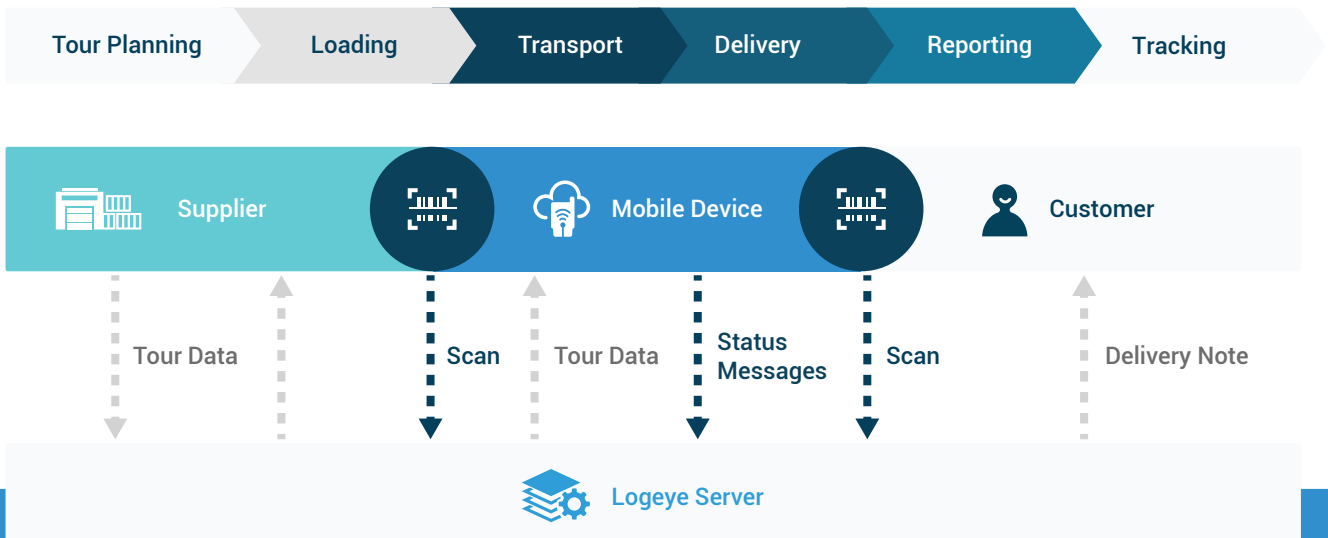 Tour Planning
Loading
Transport
Delivery
Reporting
Tracking
Supplier
Mobile Device
Customer
Tour Data
Scan
Tour Data
Status
Messages
Scan
Delivery Note
Logeye Server